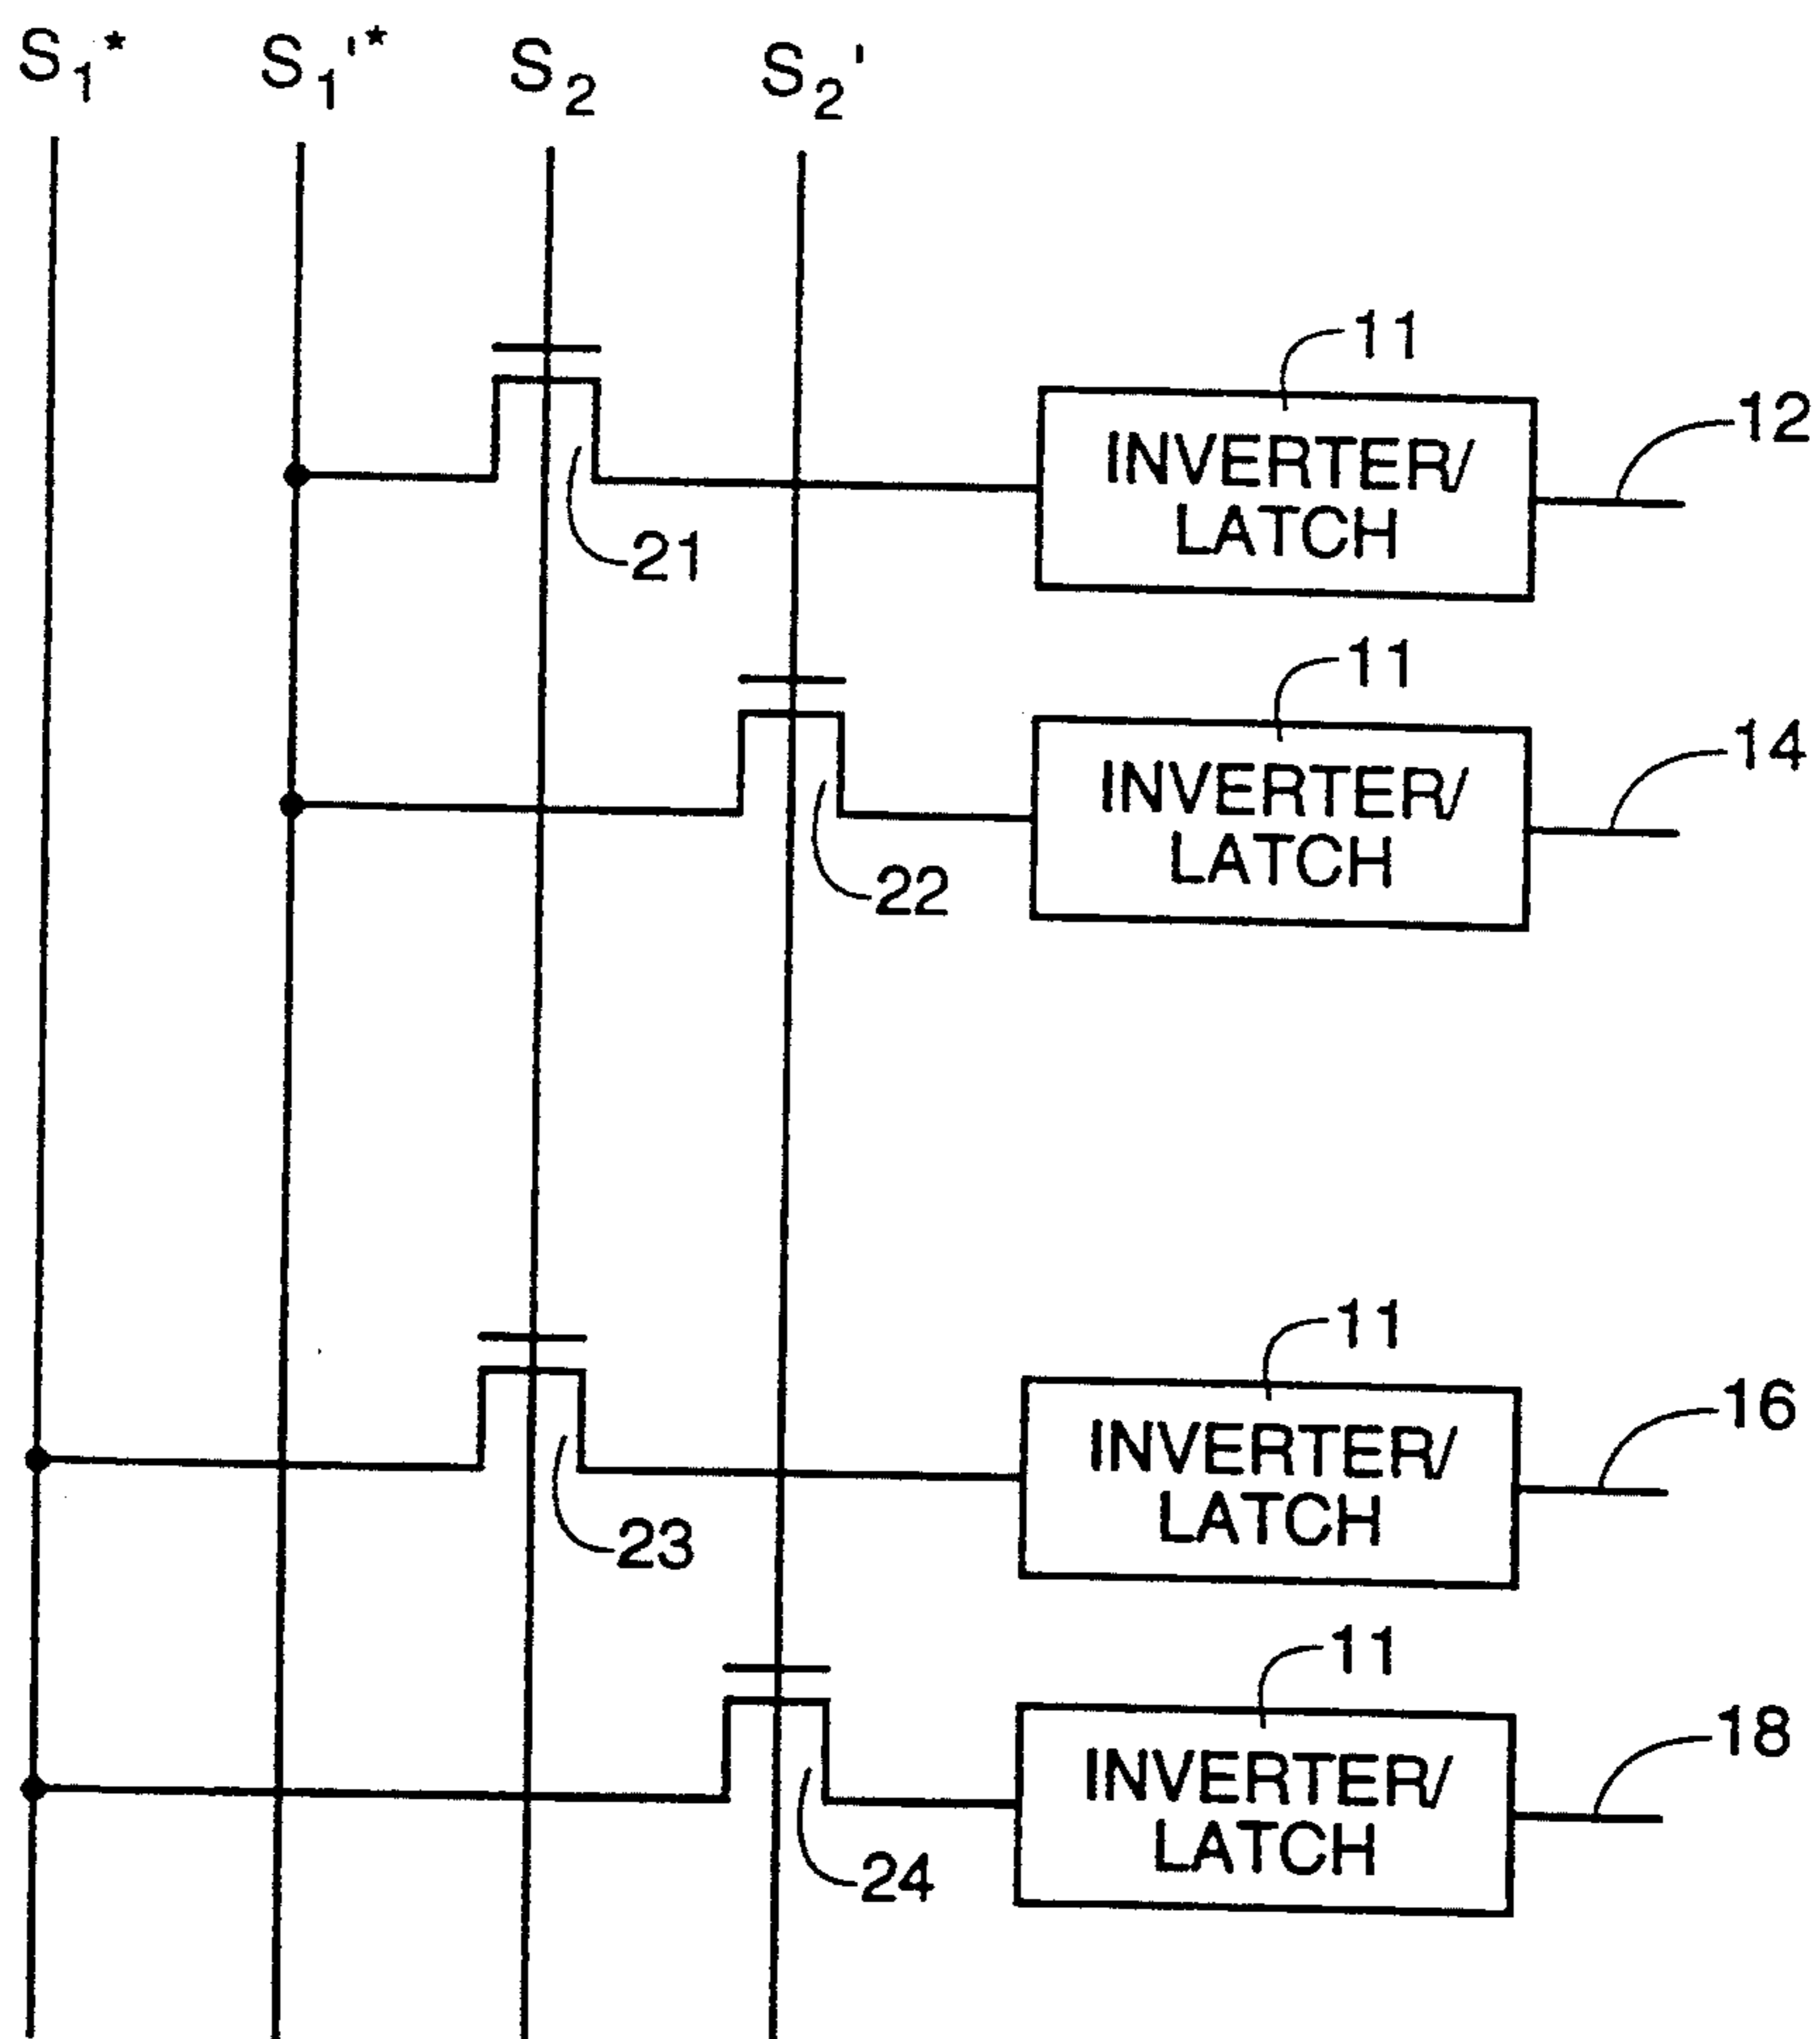 S₁* S₁'* S₂ S₂'
11
12
INVERTER/
LATCH
21
11
14
INVERTER/
LATCH
22
11
16
INVERTER/
LATCH
23
11
18
INVERTER/
LATCH
24